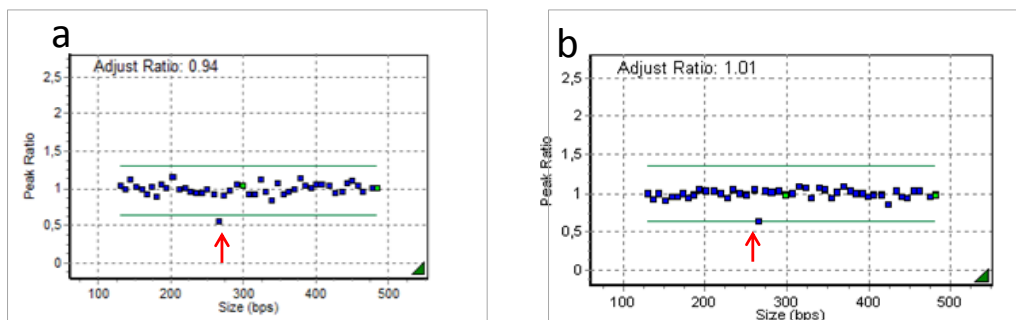 a
Adjust Ratio: 0.94
2,5
2
1,5
1
0,5
0
Peak Ratio
100 200 300 400 500
Size (bps)
b
Adjust Ratio: 1.01
2,5
2
1,5
1
0,5
0
Peak Ratio
100 200 300 400 500
Size (bps)